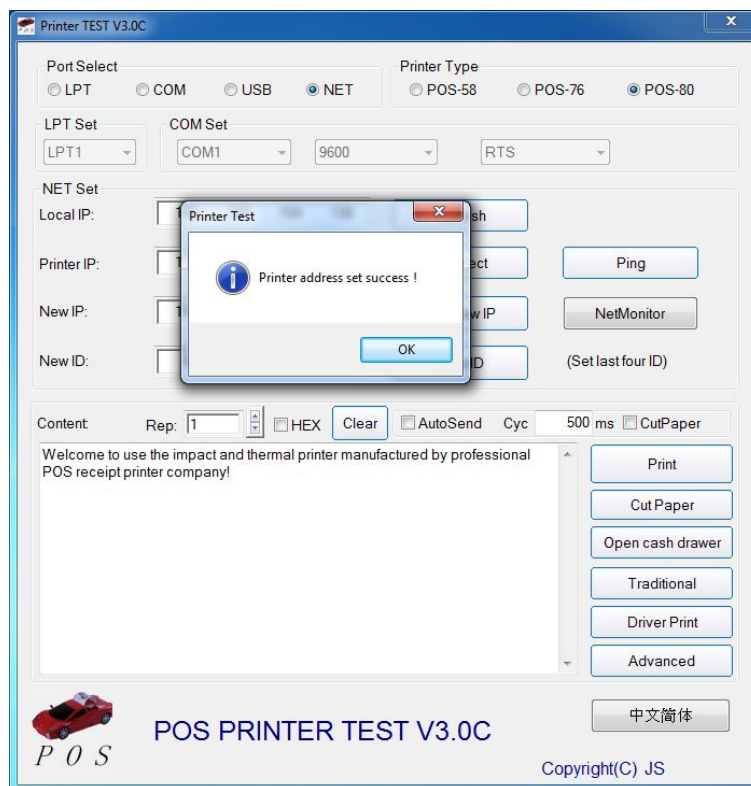 Printer TEST V3.0C
Port Select
LPT COM USB NET
Printer Type
POS-58 POS-76 POS-80
LPT Set
LPT1
COM Set
COM1 9600 RTS
NET Set
Local IP:
Printer IP: Ping
New IP: NetMonitor
New ID: ID (Set last four ID)
Printer Test
Printer address set success !
OK
Content: Rep: 1 HEX Clear AutoSend Cyc 500 ms CutPaper
Welcome to use the impact and thermal printer manufactured by professional
POS receipt printer company!
Print
Cut Paper
Open cash drawer
Traditional
Driver Print
Advanced
中文简体
POS
POS PRINTER TEST V3.0C
Copyright(C) JS